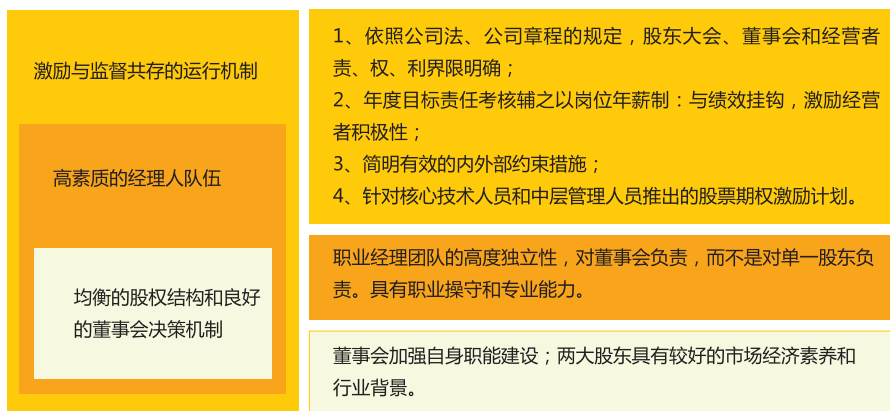 激励与监督共存的运行机制
高素质的经理人队伍
均衡的股权结构和良好
的董事会决策机制
1、依照公司法、公司章程的规定，股东大会、董事会和经营者
责、权、利界限明确；
2、年度目标责任考核辅之以岗位年薪制：与绩效挂钩，激励经营
者积极性；
3、简明有效的内外部约束措施；
4、针对核心技术人员和中层管理人员推出的股票期权激励计划。
职业经理团队的高度独立性，对董事会负责，而不是对单一股东负
责。具有职业操守和专业能力。
董事会加强自身职能建设；两大股东具有较好的市场经济素养和
行业背景。